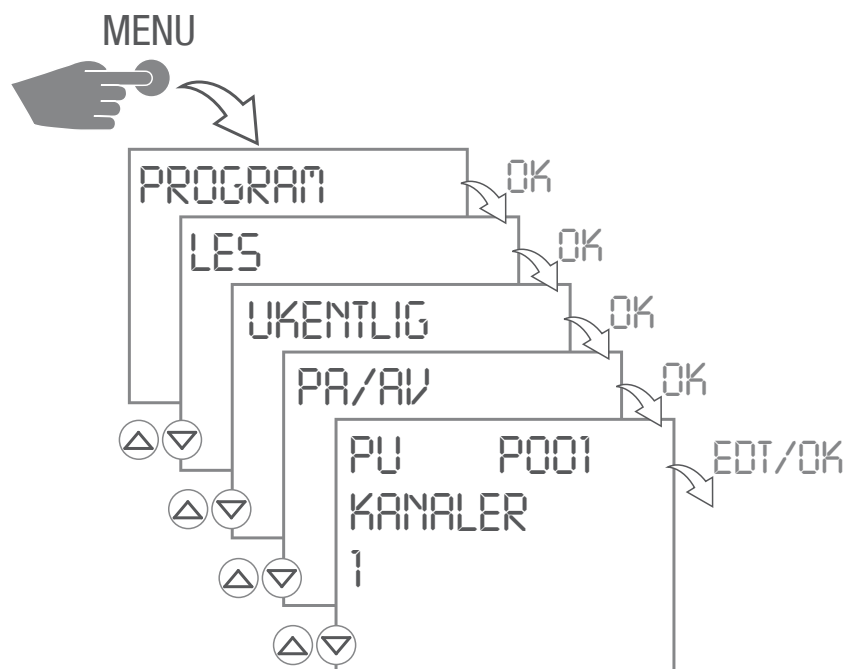 MENU
PROGRAM
OK
LES
OK
UKENTLIG
OK
PA/AV
OK
PU P001
EDT/OK
KANALER
1